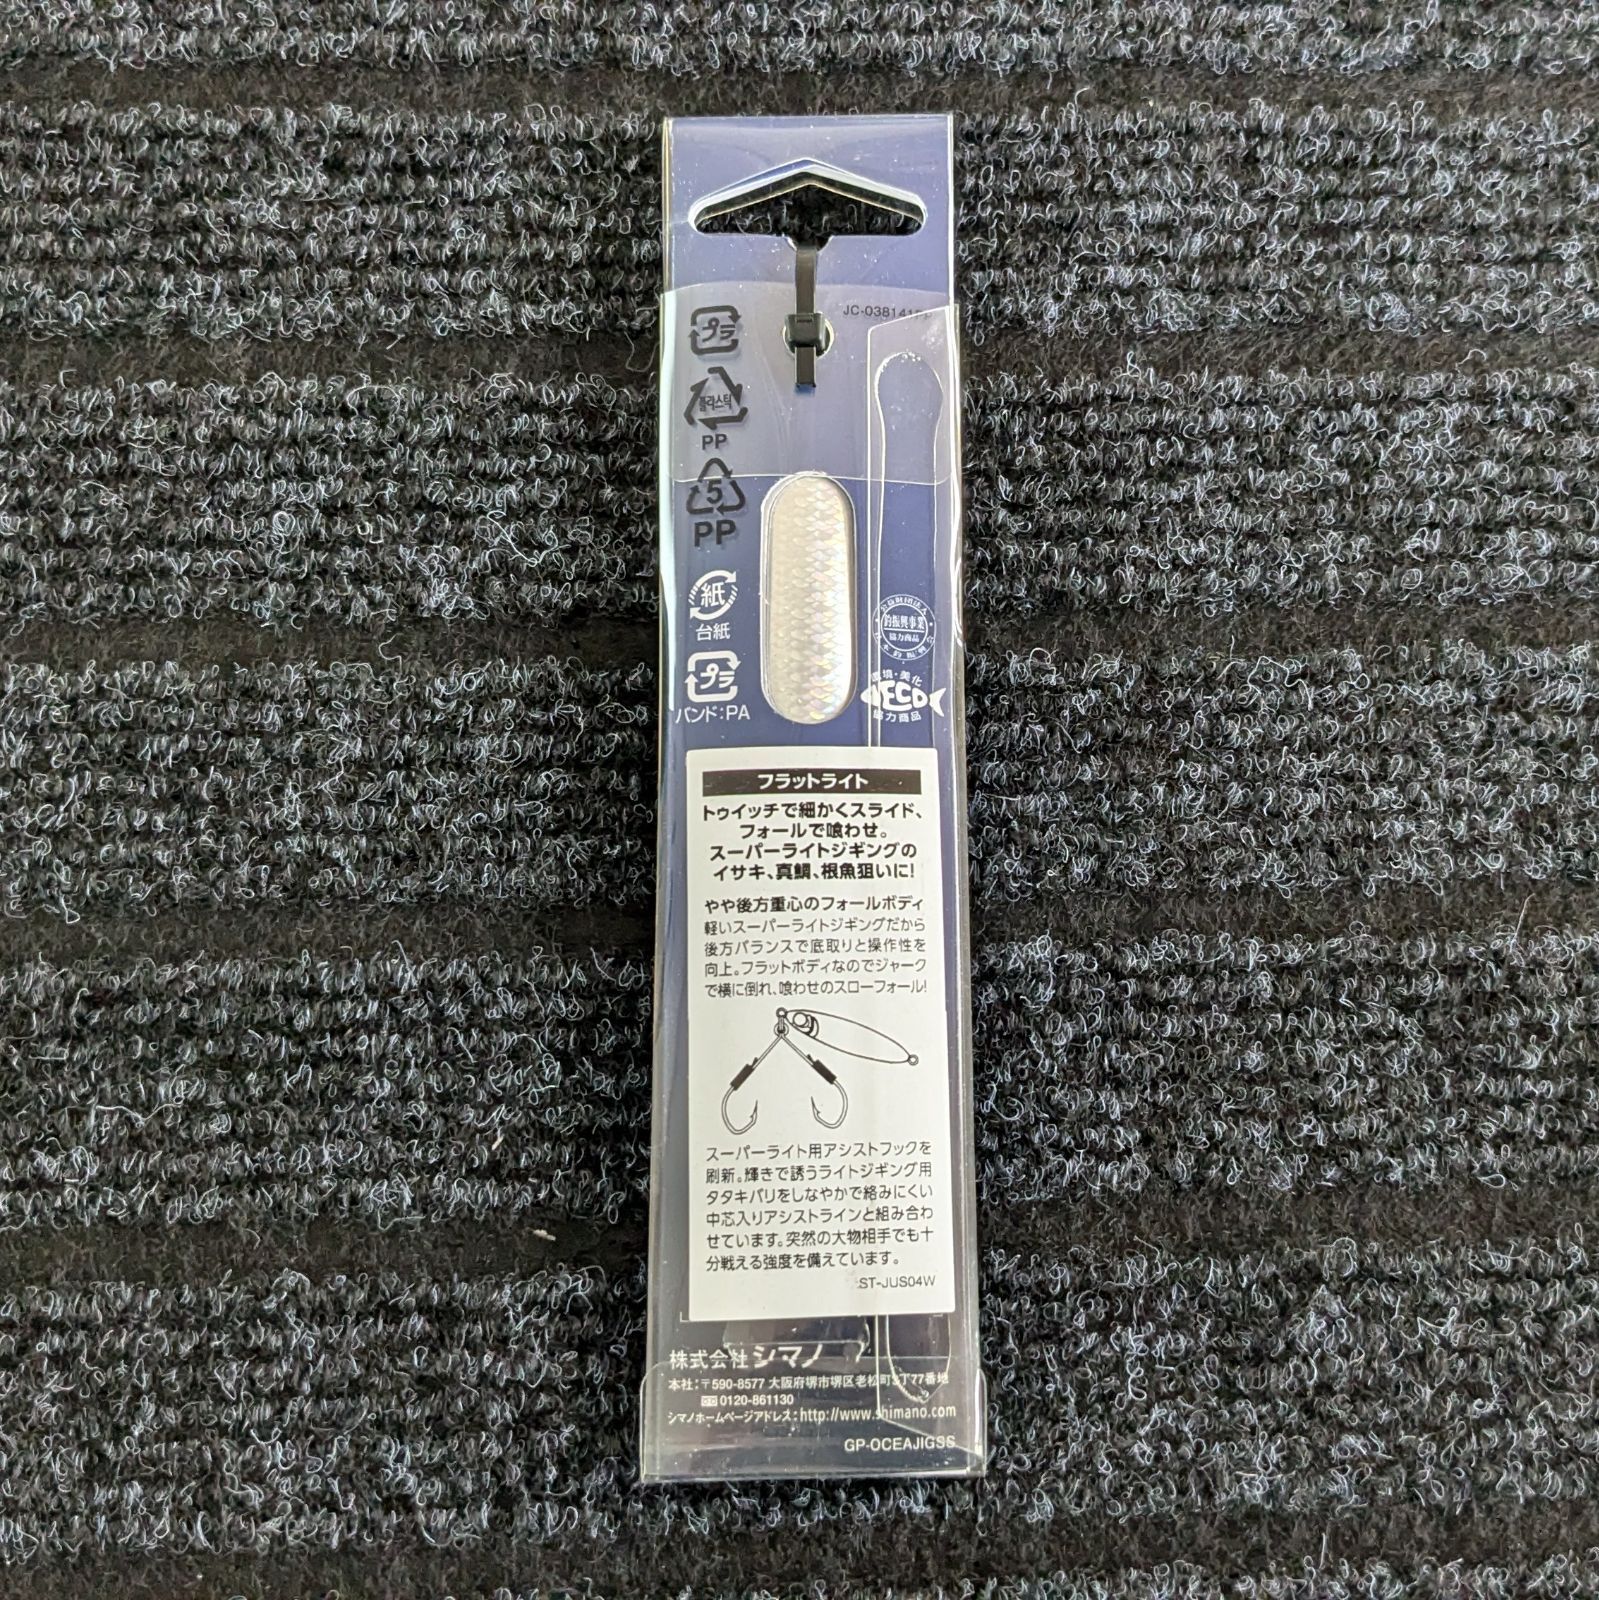 プラ
플라스틱
PP
5
PP
紙
台紙
プラ
バンド:PA
釣振興事業
協力商品
環境・美化
ECO
協力商品
フラットライト
トゥイッチで細かくスライド、
フォールで喰わせ。
スーパーライトジギングの
イサキ、真鯛、根魚狙いに!
やや後方重心のフォールボディ
軽いスーパーライトジギングだから
後方バランスで底取りと操作性を
向上。フラットボディなのでジャーク
で横に倒れ、喰わせのスローフォール!
スーパーライト用アシストフックを
刷新。輝きで誘うライトジギング用
タタキバリをしなやかで絡みにくい
中芯入りアシストラインと組み合わ
せています。突然の大物相手でも十
分戦える強度を備えています。
ST-JUS04W
株式会社シマノ
本社:〒590-8577 大阪府堺市堺区老松町3丁77番地
0120-861130
シマノホームページアドレス:http://www.shimano.com
GP-OCEAJIGSS